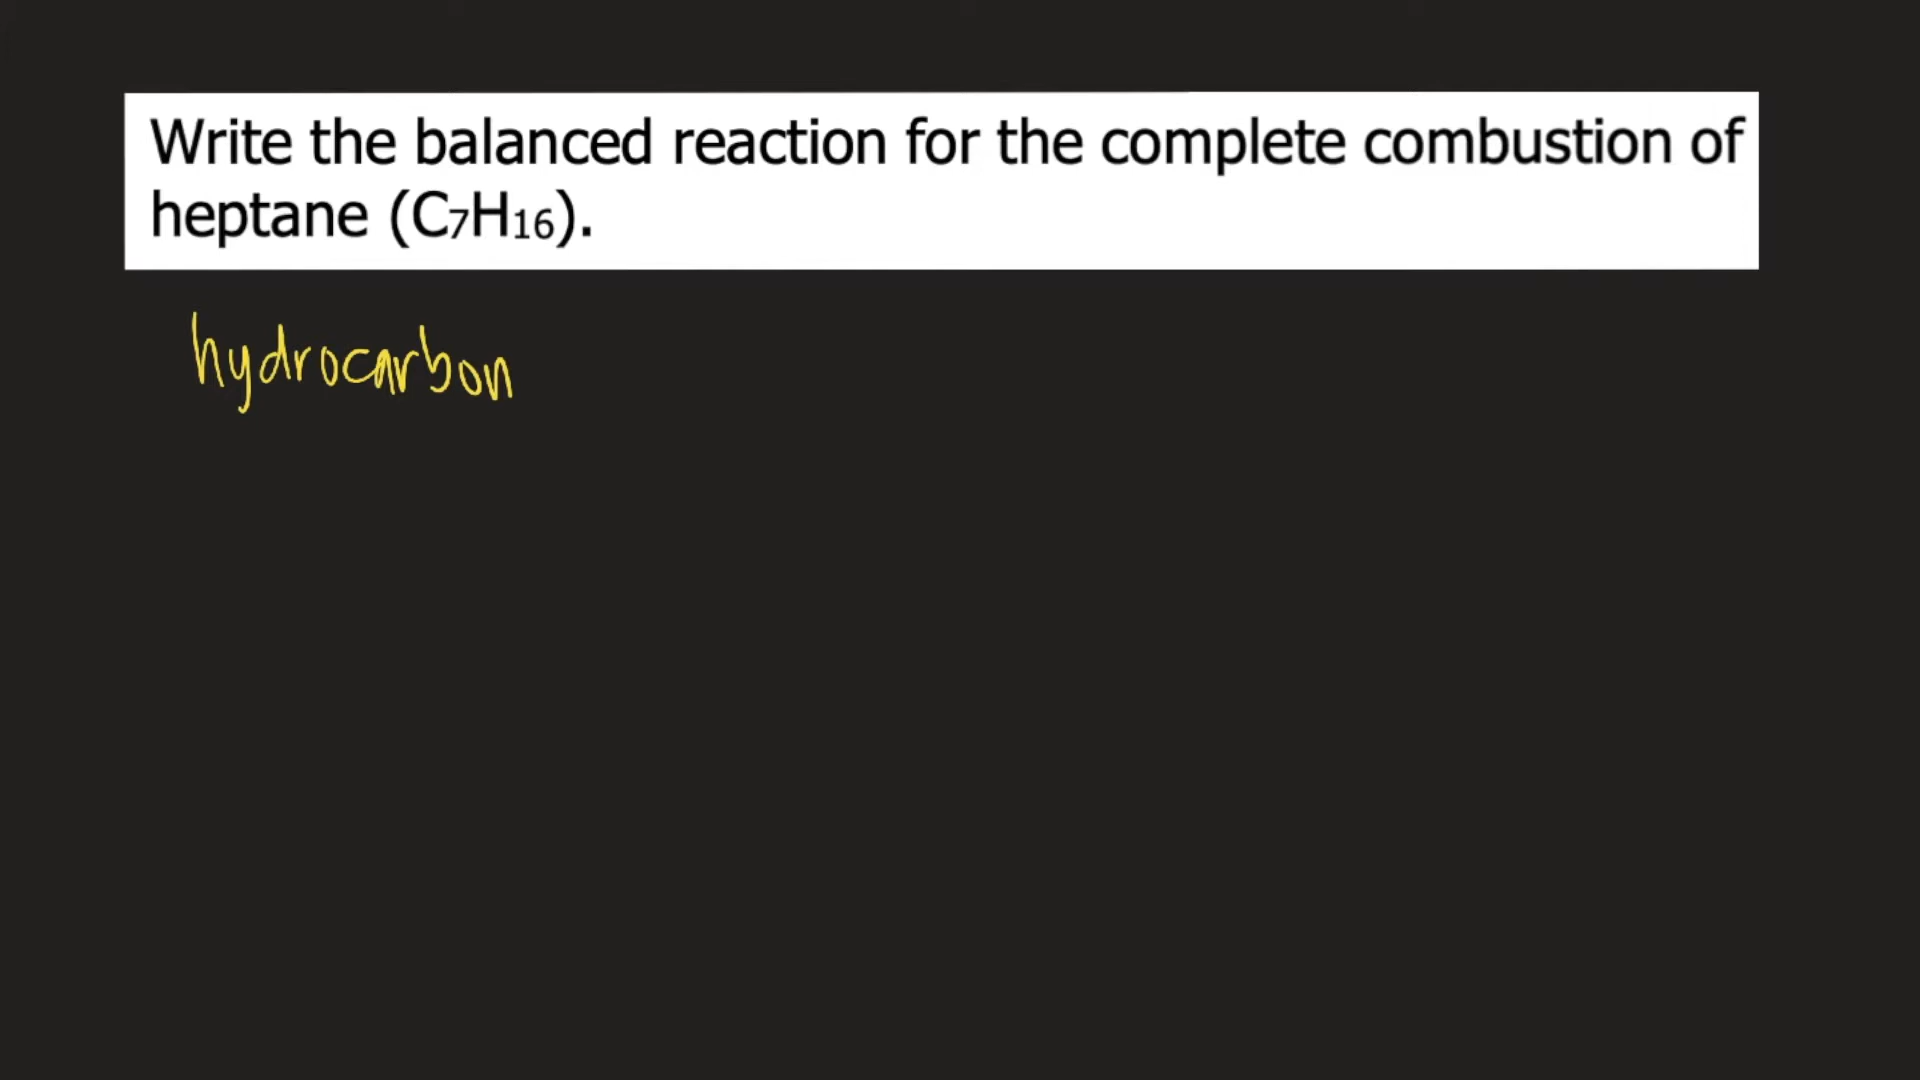 Write the balanced reaction for the complete combustion of
heptane (C₇H₁₆).
hydrocarbon